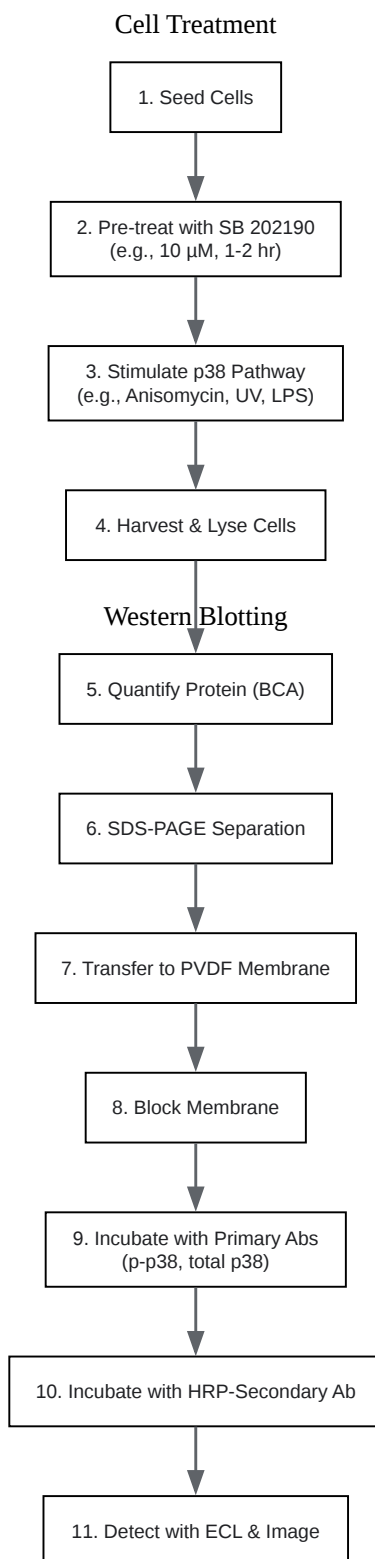 Cell Treatment
1. Seed Cells
2. Pre-treat with SB 202190
(e.g., 10 µM, 1-2 hr)
3. Stimulate p38 Pathway
(e.g., Anisomycin, UV, LPS)
4. Harvest & Lyse Cells
Western Blotting
5. Quantify Protein (BCA)
6. SDS-PAGE Separation
7. Transfer to PVDF Membrane
8. Block Membrane
9. Incubate with Primary Abs
(p-p38, total p38)
10. Incubate with HRP-Secondary Ab
11. Detect with ECL & Image